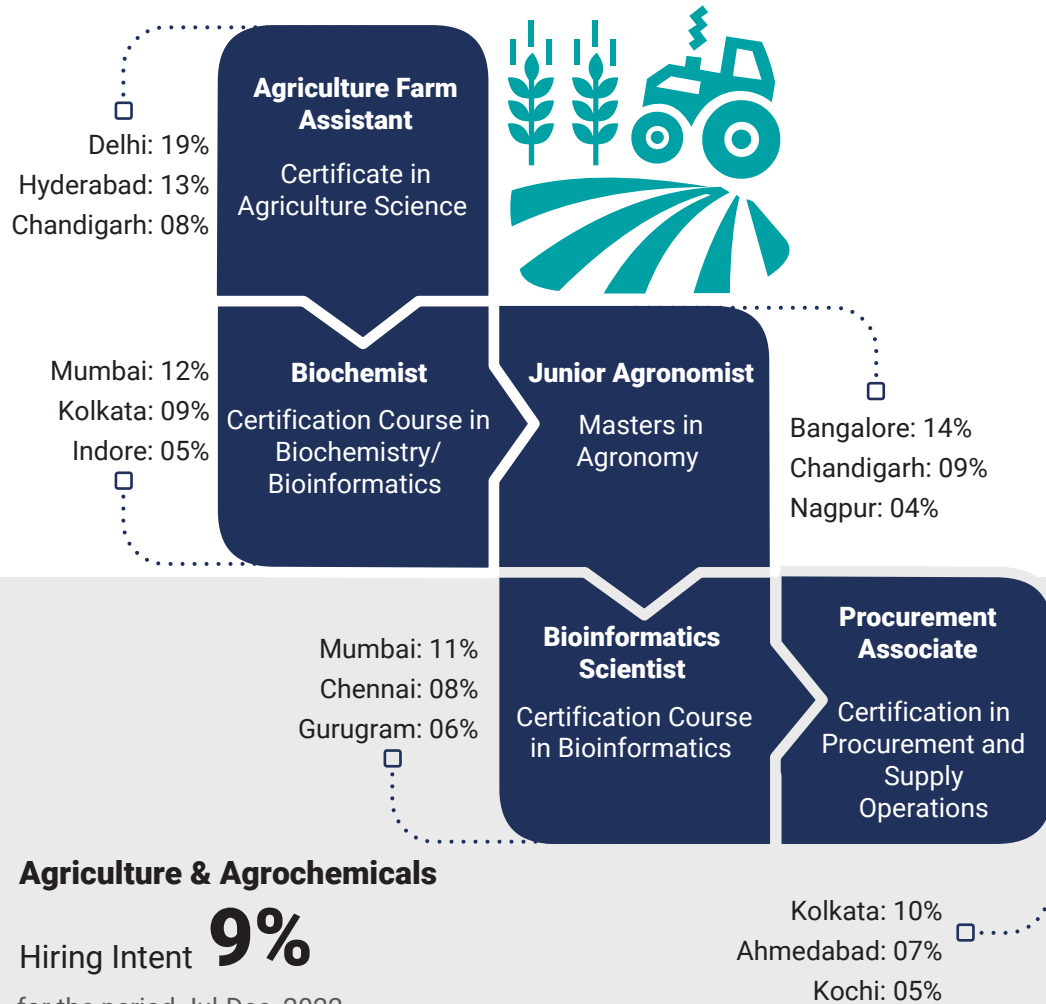 Agriculture Farm
Assistant
Certificate in
Agriculture Science
Delhi: 19%
Hyderabad: 13%
Chandigarh: 08%
Mumbai: 12%
Kolkata: 09%
Indore: 05%
Biochemist
Certification Course in
Biochemistry/
Bioinformatics
Junior Agronomist
Masters in
Agronomy
Bangalore: 14%
Chandigarh: 09%
Nagpur: 04%
Mumbai: 11%
Chennai: 08%
Gurugram: 06%
Bioinformatics
Scientist
Certification Course
in Bioinformatics
Procurement
Associate
Certification in
Procurement and
Supply
Operations
Agriculture & Agrochemicals
Hiring Intent 9%
Kolkata: 10%
Ahmedabad: 07%
Kochi: 05%